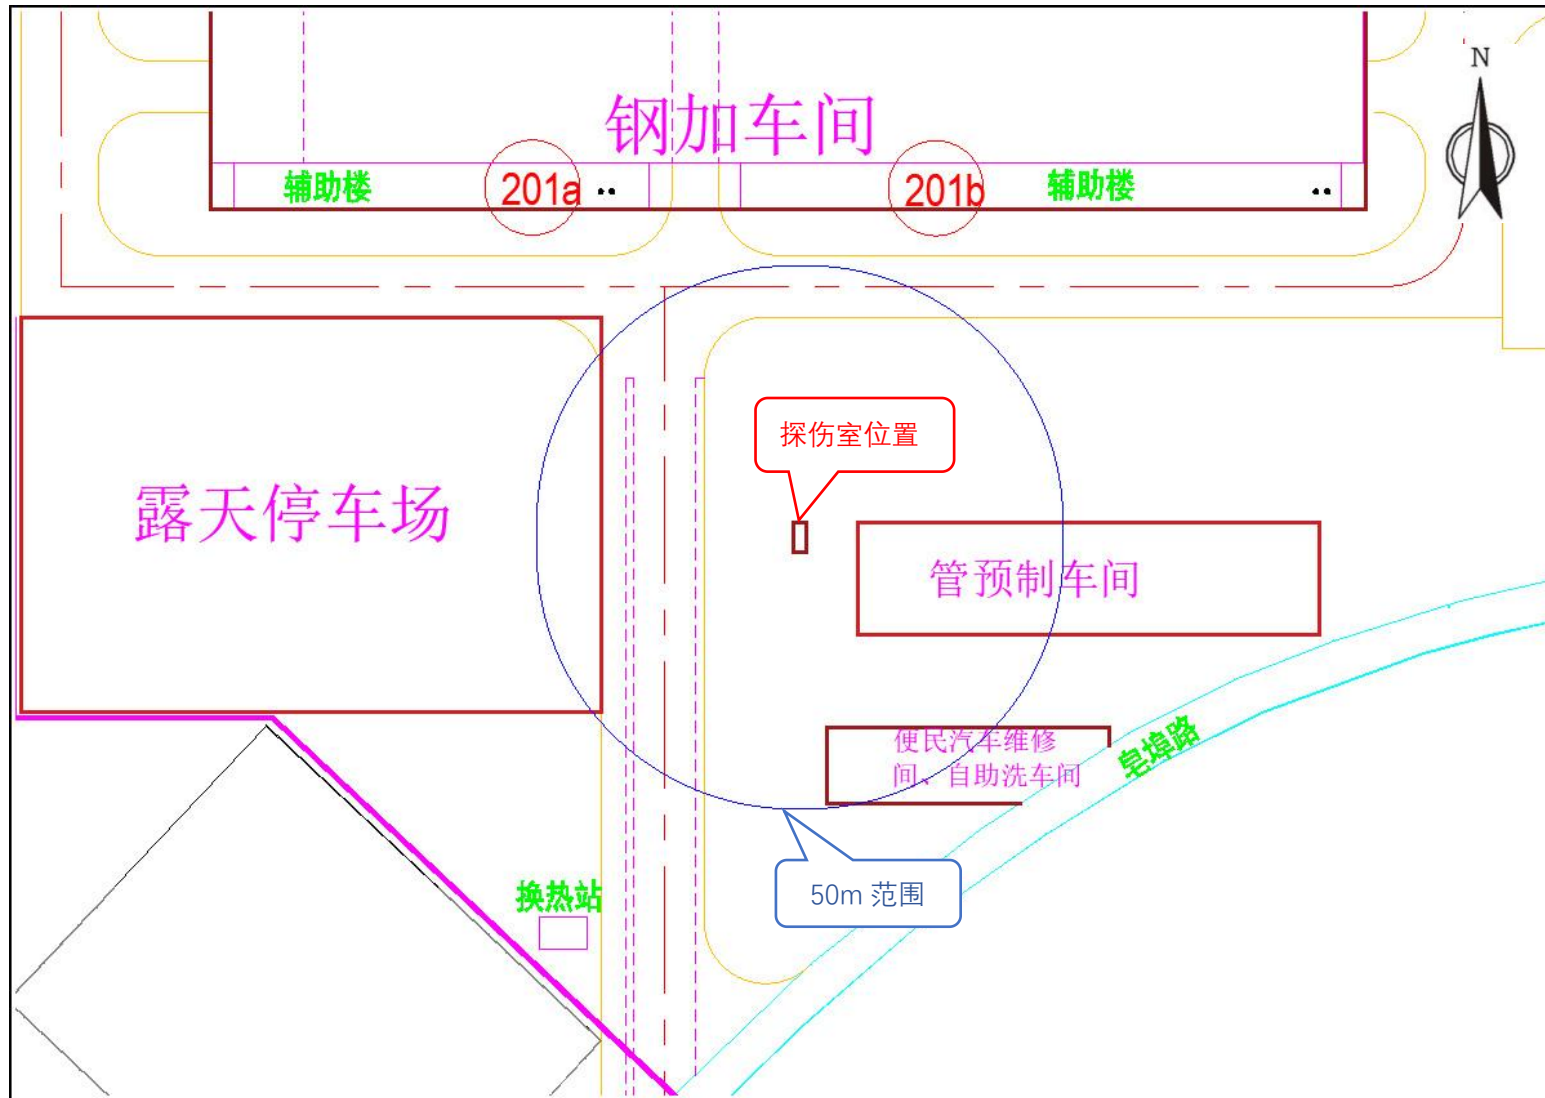 N
钢加车间
辅助楼
201a
201b
辅助楼
探伤室位置
露天停车场
管预制车间
便民汽车维修
间、自助洗车间
皂埠路
50m 范围
换热站